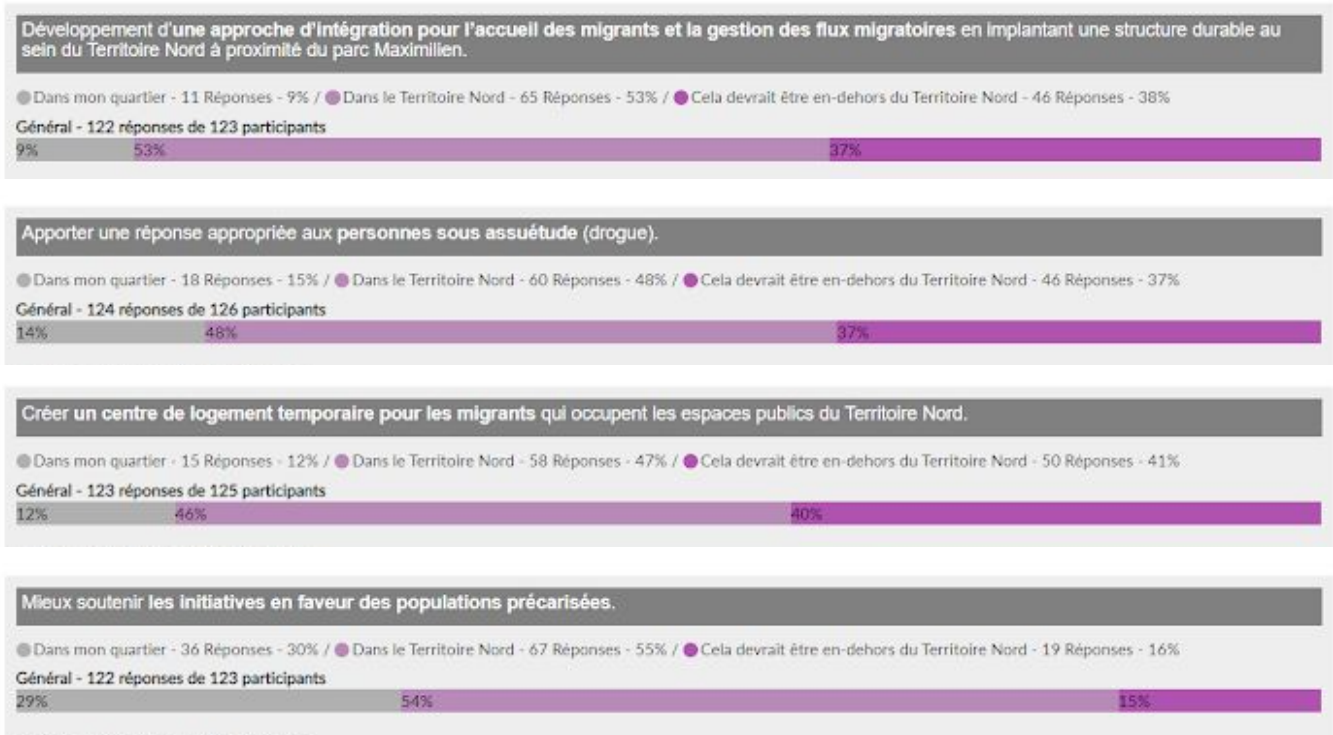 Développement d'une approche d'intégration pour l'accueil des migrants et la gestion des flux migratoires en implantant une structure durable au
sein du Territoire Nord à proximité du parc Maximilien.
Dans mon quartier - 11 Réponses - 9% / Dans le Territoire Nord - 65 Réponses - 53% / Cela devrait être en-dehors du Territoire Nord - 46 Réponses - 38%
Général - 122 réponses de 123 participants
9% 53% 37%
Apporter une réponse appropriée aux personnes sous assuétude (drogue).
Dans mon quartier - 18 Réponses - 15% / Dans le Territoire Nord - 60 Réponses - 48% / Cela devrait être en-dehors du Territoire Nord - 46 Réponses - 37%
Général - 124 réponses de 126 participants
14% 48% 37%
Créer un centre de logement temporaire pour les migrants qui occupent les espaces publics du Territoire Nord.
Dans mon quartier - 15 Réponses - 12% / Dans le Territoire Nord - 58 Réponses - 47% / Cela devrait être en-dehors du Territoire Nord - 50 Réponses - 41%
Général - 123 réponses de 125 participants
12% 46% 40%
Mieux soutenir les initiatives en faveur des populations précarisées.
Dans mon quartier - 36 Réponses - 30% / Dans le Territoire Nord - 67 Réponses - 55% / Cela devrait être en-dehors du Territoire Nord - 19 Réponses - 16%
Général - 122 réponses de 123 participants
29% 54% 15%